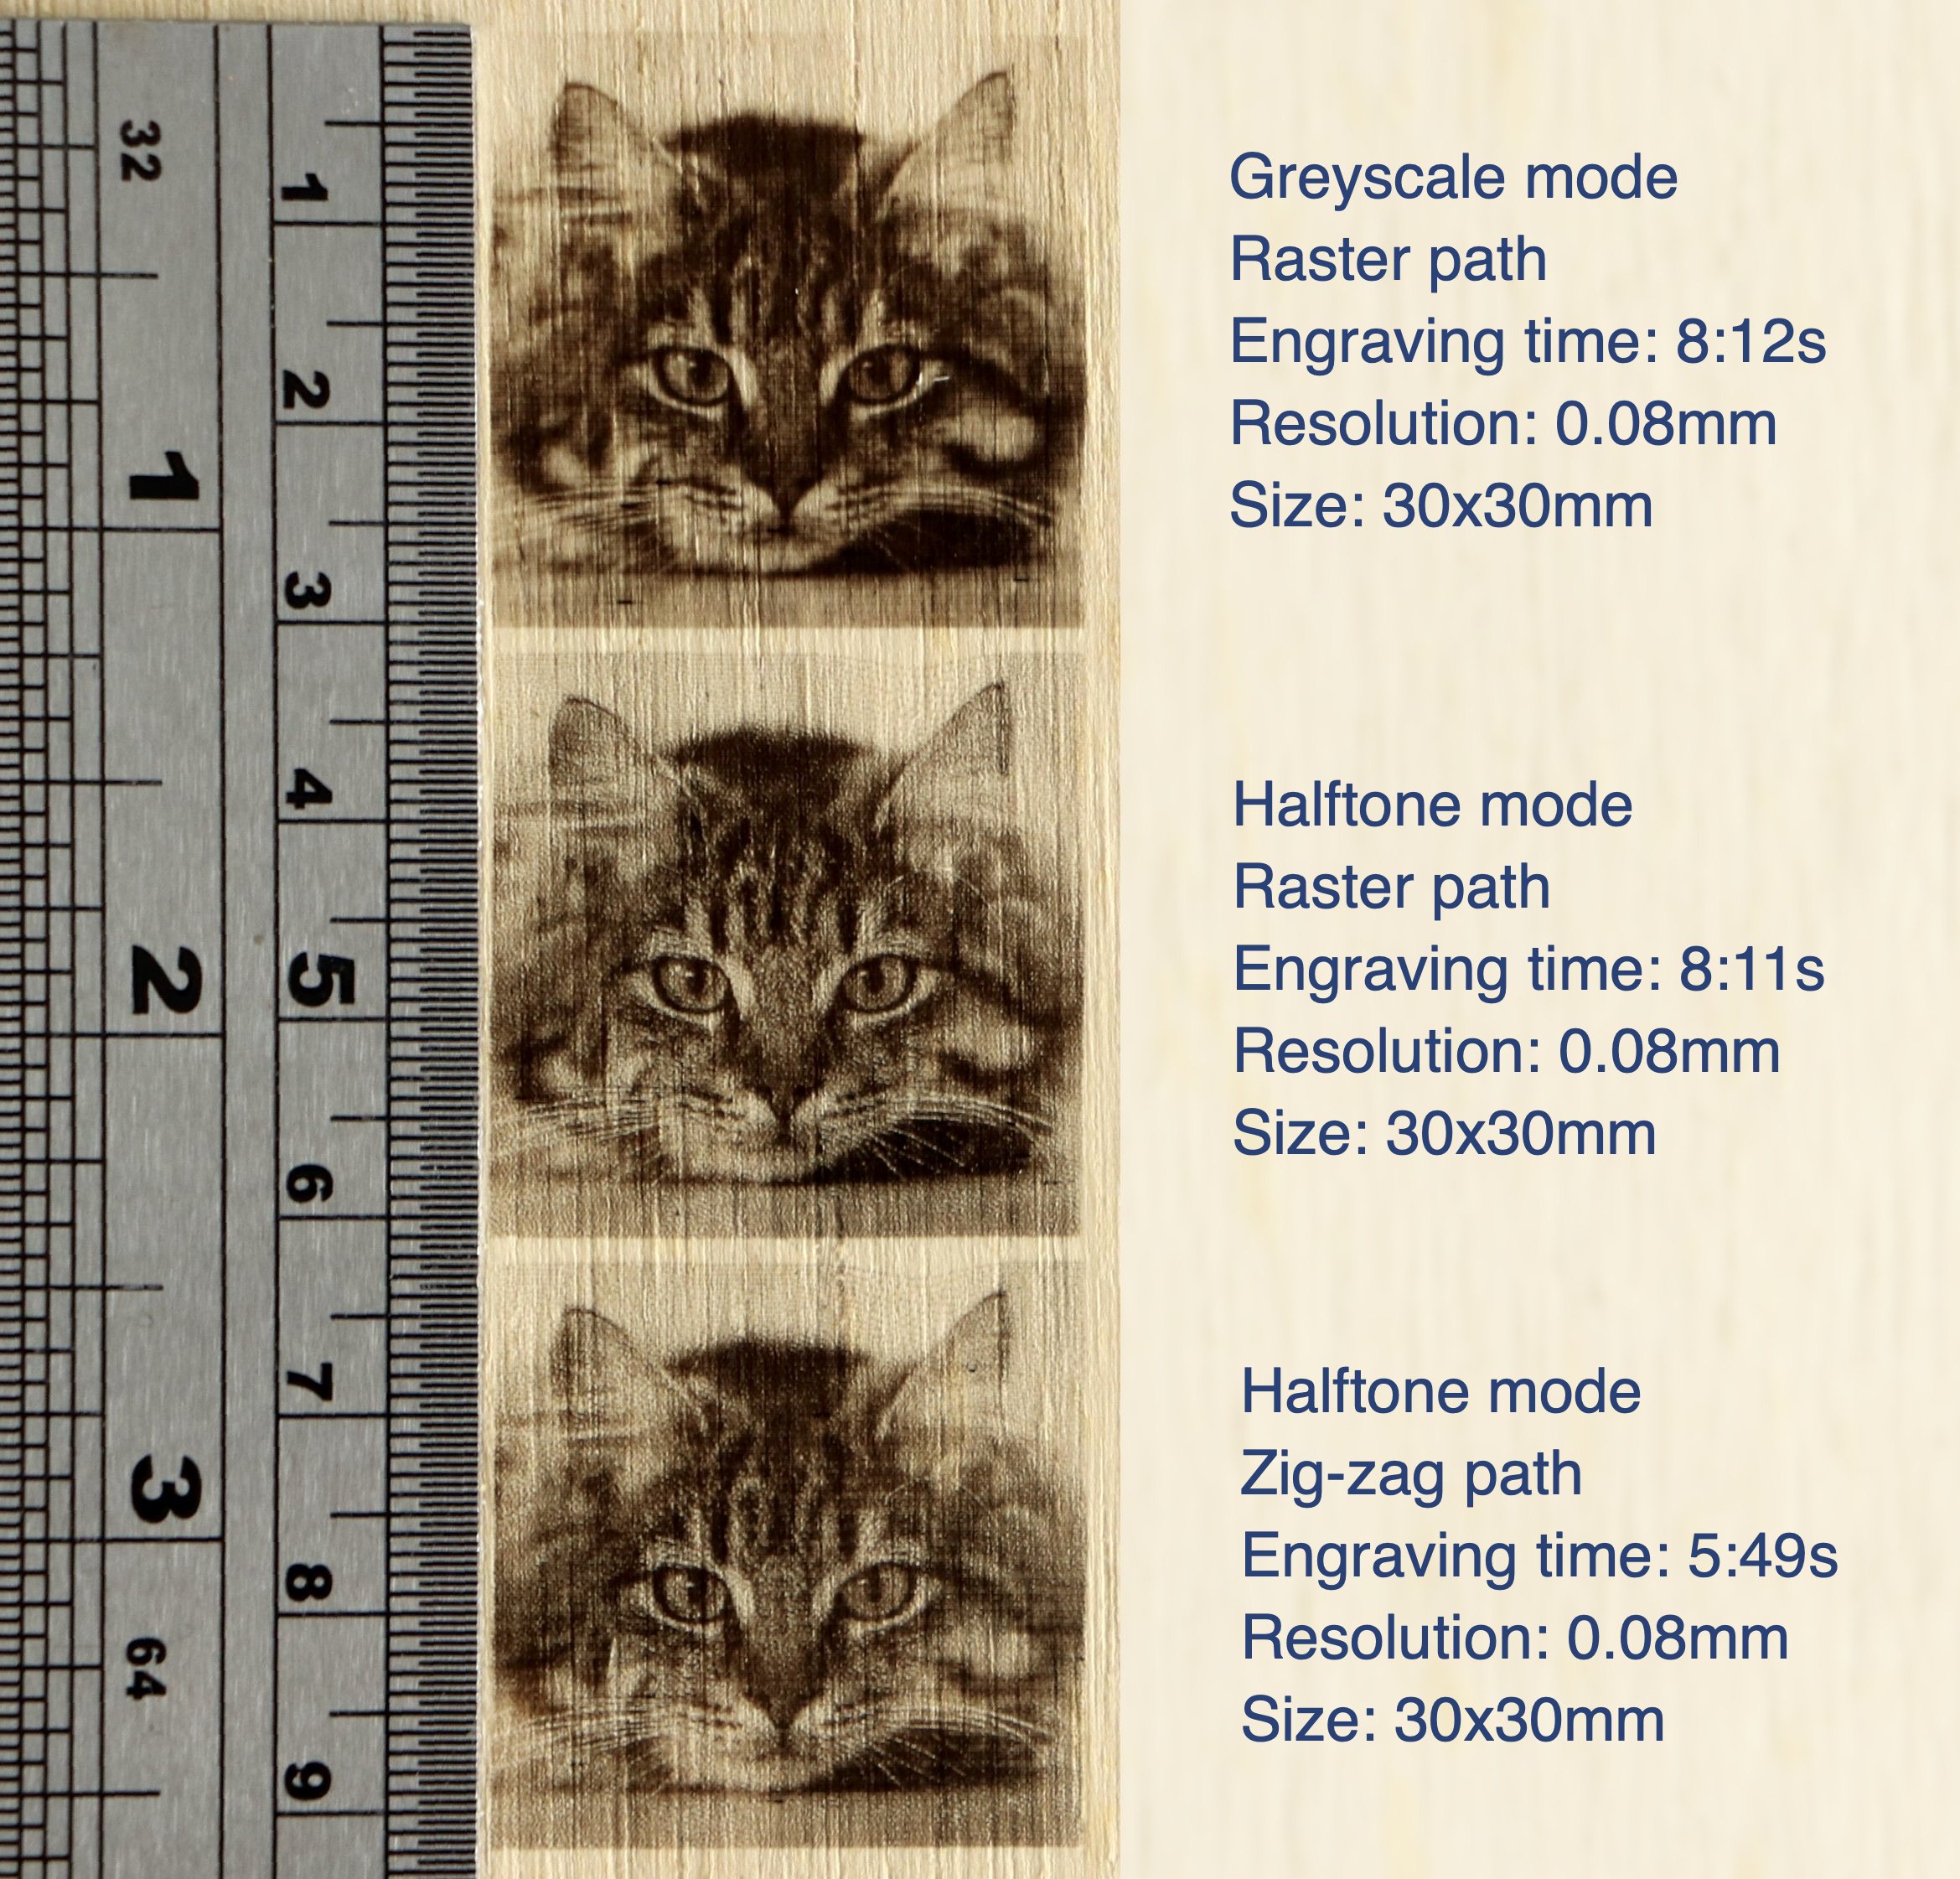 32
1
2
3
64
1
2
3
4
5
6
7
8
9
Greyscale mode
Raster path
Engraving time: 8:12s
Resolution: 0.08mm
Size: 30x30mm
Halftone mode
Raster path
Engraving time: 8:11s
Resolution: 0.08mm
Size: 30x30mm
Halftone mode
Zig-zag path
Engraving time: 5:49s
Resolution: 0.08mm
Size: 30x30mm